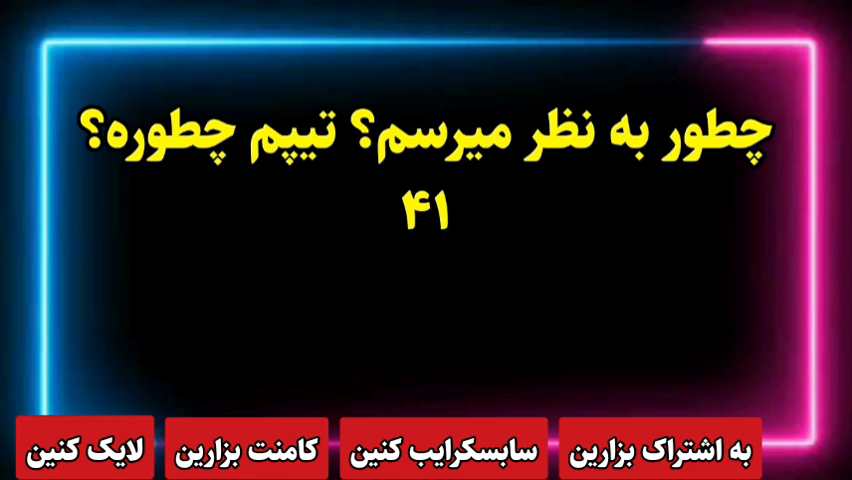 چطور به نظر میرسم؟ تیپم چطوره؟
۴۱
به اشتراک بزارین
سابسکرایب کنین
کامنت بزارین
لایک کنین